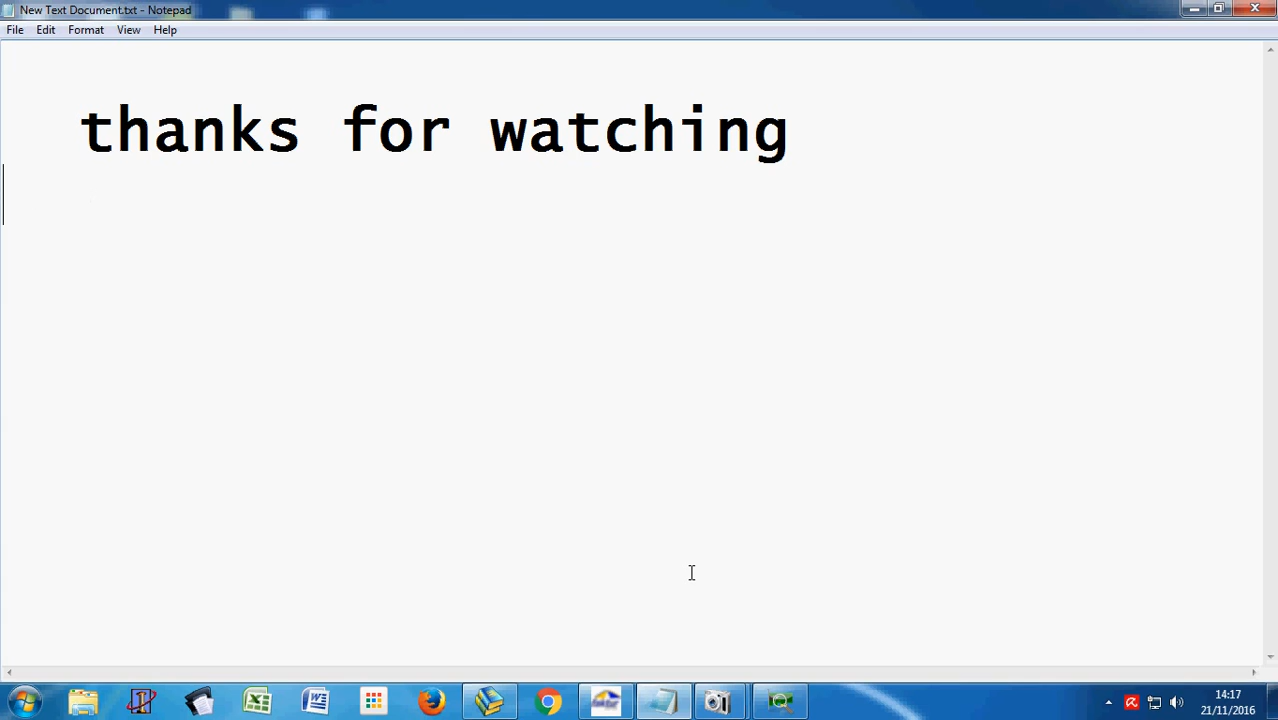 New Text Document.txt - Notepad
File Edit Format View Help
thanks for watching
14:17
21/11/2016